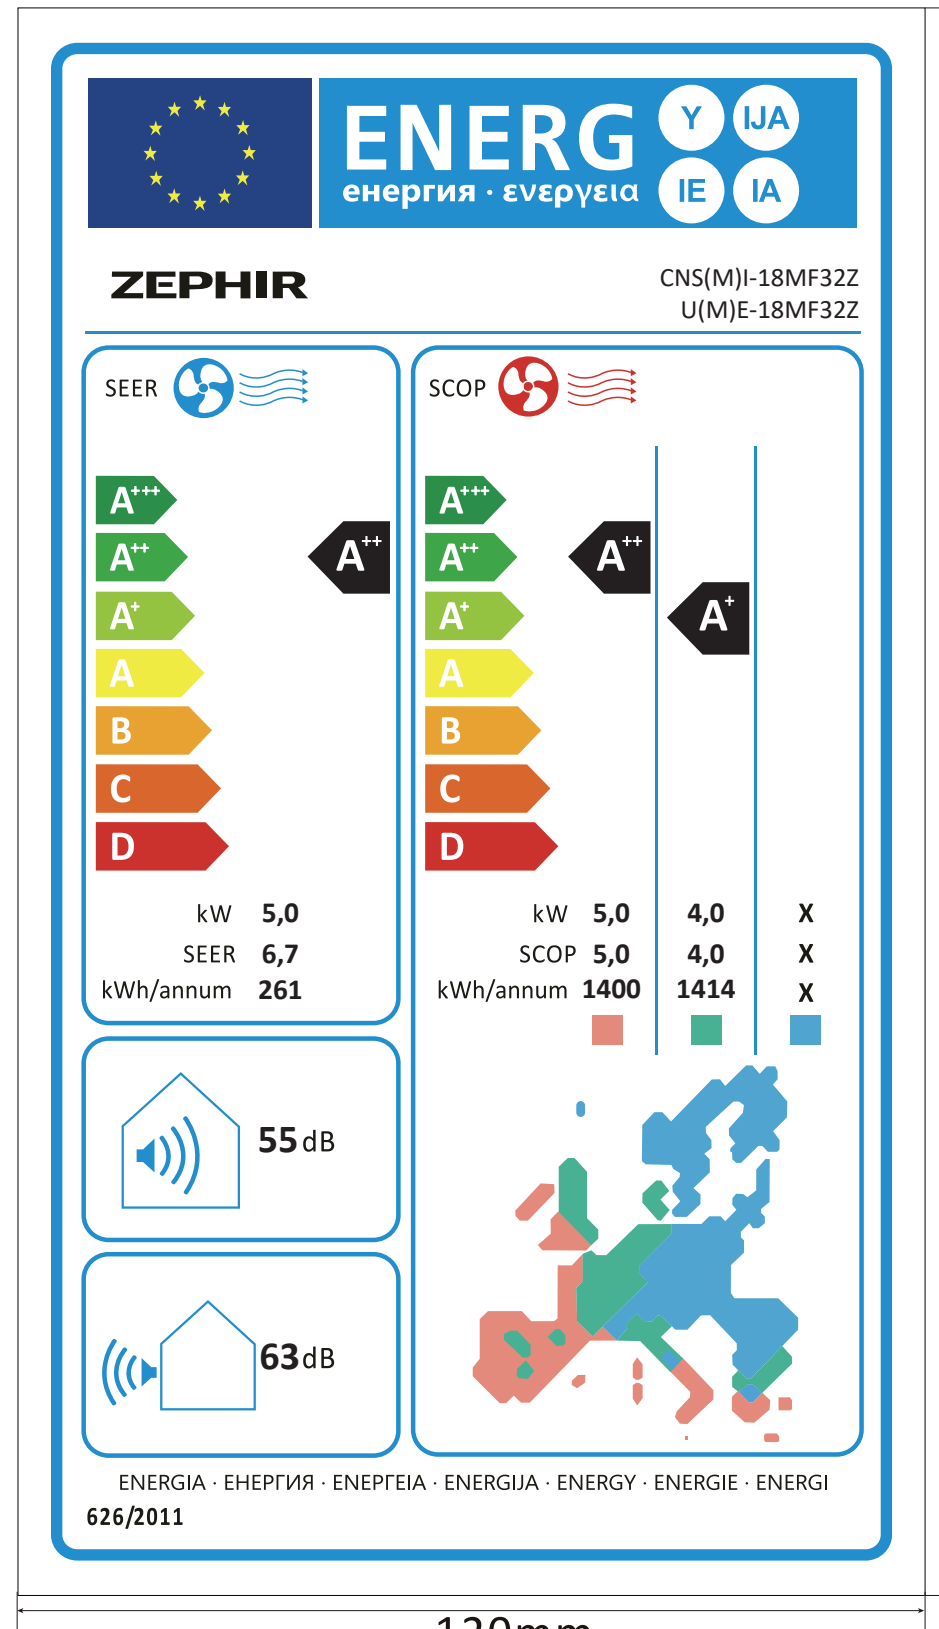 ENERG
енергия · ενεργεια
Y IJA
IE IA
ZEPHIR
CNS(M)I-18MF32Z
U(M)E-18MF32Z
SEER
A+++
A++
A+
A
B
C
D
A++
kW 5,0
SEER 6,7
kWh/annum 261
SCOP
A+++
A++
A+
A
B
C
D
A++
A+
kW 5,0 4,0 X
SCOP 5,0 4,0 X
kWh/annum 1400 1414 X
55 dB
63 dB
ENERGIA · ЕНЕРГИЯ · ΕΝΕΡΓΕΙΑ · ENERGIJA · ENERGY · ENERGIE · ENERGI
626/2011